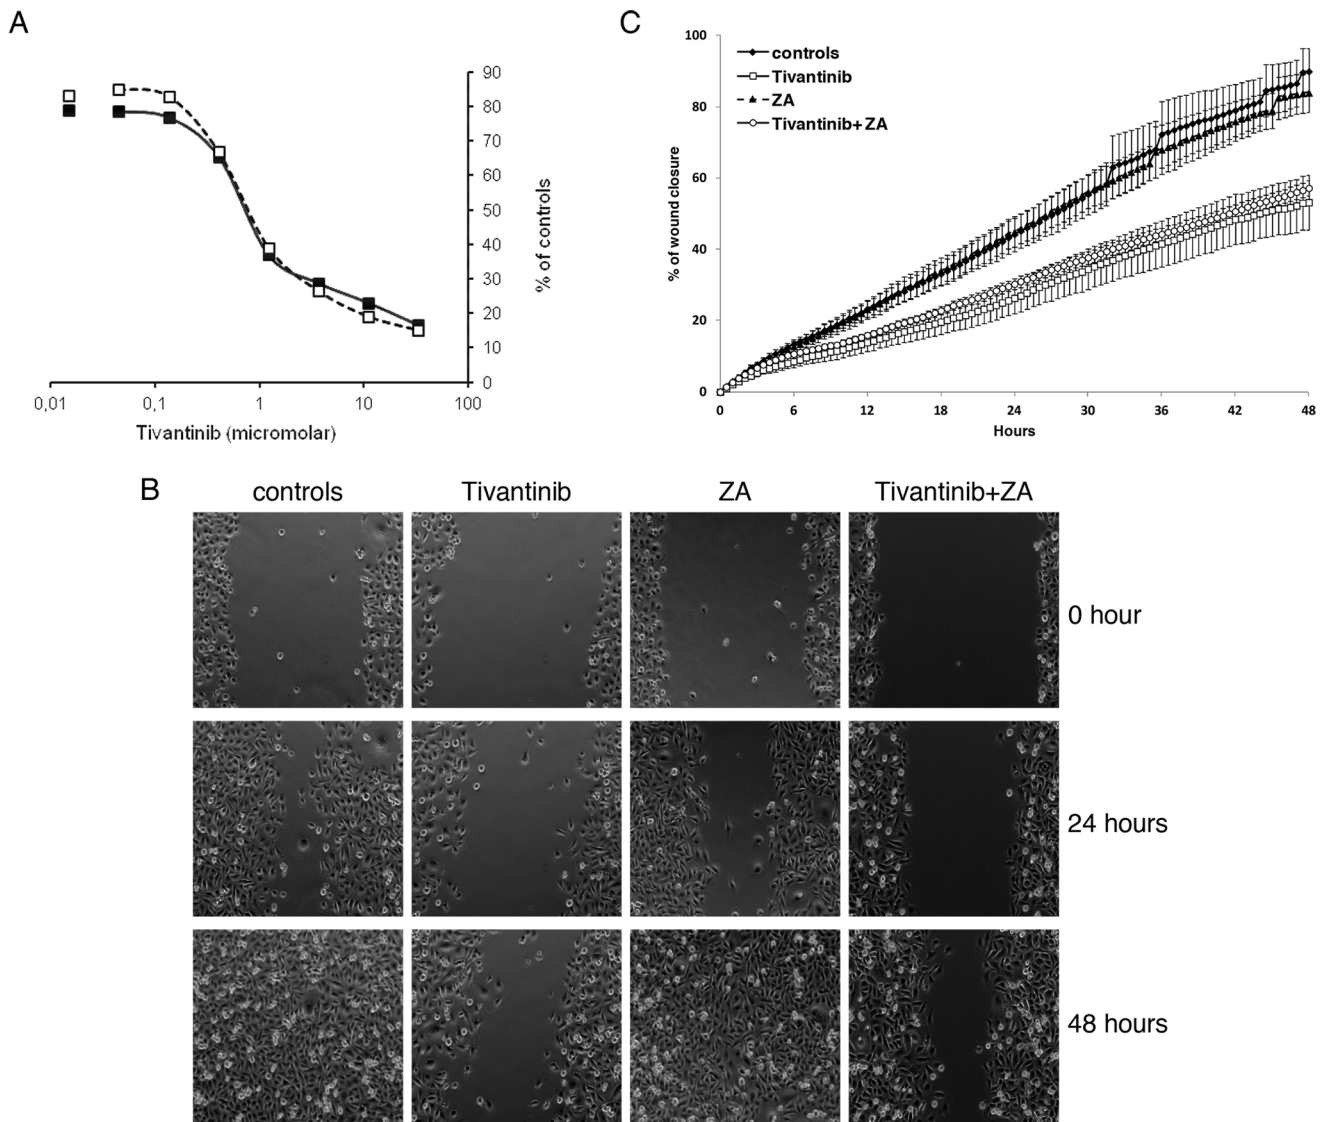 A
90
80
70
60
50
40
30
20
10
0
% of controls
0,01 0,1 1 10 100
Tivantinib (micromolar)
C
100
80
60
40
20
0
% of wound closure
controls
Tivantinib
ZA
Tivantinib+ZA
0 6 12 18 24 30 36 42 48
Hours
B
controls Tivantinib ZA Tivantinib+ZA
0 hour
24 hours
48 hours